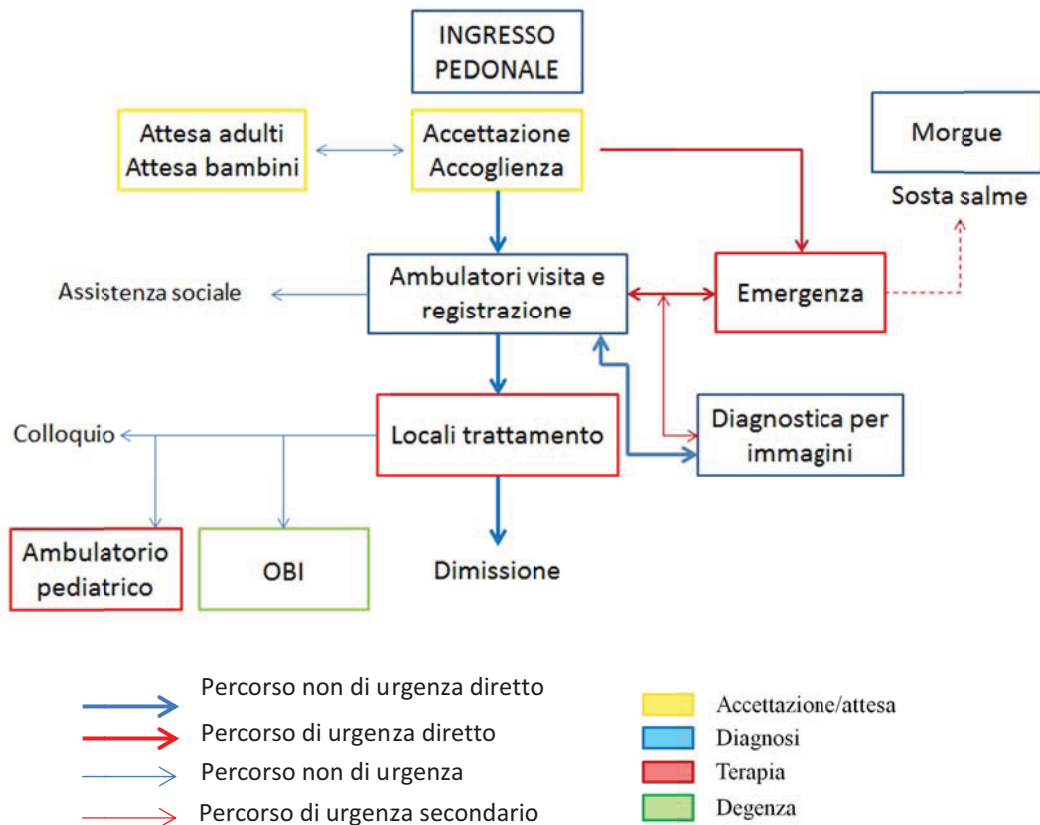 INGRESSO
PEDONALE
Attesa adulti
Attesa bambini
Accettazione
Accoglienza
Morgue
Sosta salme
Assistenza sociale
Ambulatori visita e
registrazione
Emergenza
Colloquio
Locali trattamento
Diagnostica per
immagini
Ambulatorio
pediatrico
OBI
Dimissione
Percorso non di urgenza diretto
Percorso di urgenza diretto
Percorso non di urgenza
Percorso di urgenza secondario
Accettazione/attesa
Diagnosi
Terapia
Degenza